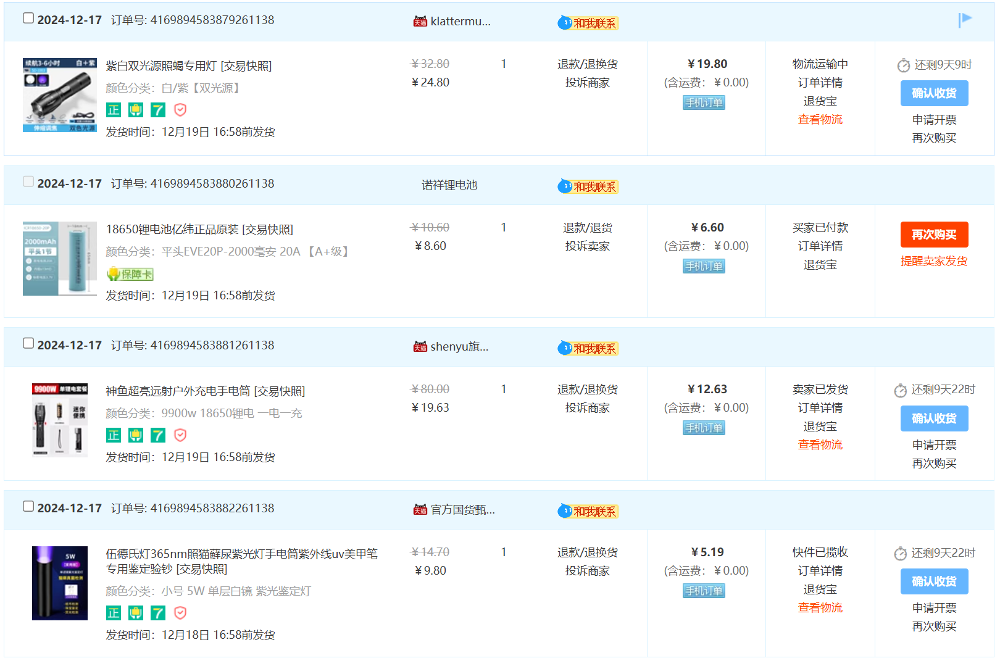 2024-12-17 订单号: 4169894583879261138 天猫 klattermu... 和我联系
续航3-6小时 白+紫
伸缩调焦 双色光源
紫白双光源照蝎专用灯 [交易快照]
颜色分类：白/紫【双光源】
正 7
发货时间：12月19日 16:58前发货
￥32.80
￥24.80
1
退款/退换货
投诉商家
￥19.80
(含运费：￥0.00)
手机订单
物流运输中
订单详情
退货宝
查看物流
还剩9天9时
确认收货
申请开票
再次购买
2024-12-17 订单号: 4169894583880261138 诺祥锂电池 和我联系
2000mAh
平头1节
18650锂电池亿纬正品原装 [交易快照]
颜色分类：平头EVE20P-2000毫安 20A 【A+级】
保障卡
发货时间：12月19日 16:58前发货
￥10.60
￥8.60
1
退款/退货
投诉卖家
￥6.60
(含运费：￥0.00)
手机订单
买家已付款
订单详情
退货宝
再次购买
提醒卖家发货
2024-12-17 订单号: 4169894583881261138 天猫 shenyu旗... 和我联系
9900W 单锂电套餐
迷你
便携
神鱼超亮远射户外充电手电筒 [交易快照]
颜色分类：9900w 18650锂电 一电一充
正 7
发货时间：12月19日 16:58前发货
￥80.00
￥19.63
1
退款/退换货
投诉商家
￥12.63
(含运费：￥0.00)
手机订单
卖家已发货
订单详情
退货宝
查看物流
还剩9天22时
确认收货
申请开票
再次购买
2024-12-17 订单号: 4169894583882261138 天猫 官方国货甄... 和我联系
5W
伍德氏灯365nm照猫藓尿紫光灯手电筒紫外线uv美甲笔
专用鉴定验钞 [交易快照]
颜色分类：小号 5W 单层白镜 紫光鉴定灯
正 7
发货时间：12月18日 16:58前发货
￥14.70
￥9.80
1
退款/退换货
投诉商家
￥5.19
(含运费：￥0.00)
手机订单
快件已揽收
订单详情
退货宝
查看物流
还剩9天22时
确认收货
申请开票
再次购买